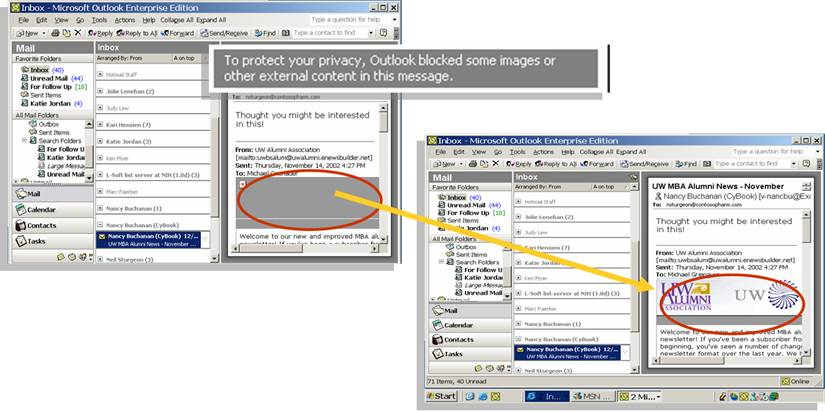 Inbox - Microsoft Outlook Enterprise Edition
File Edit View Go Tools Actions Help Collapse All Expand All
Type a question for help
New Reply Reply to All Forward Send/Receive Find Type a contact to find
Mail
Favorite Folders
Inbox (40)
Unread Mail (44)
For Follow Up [18]
Katie Jordan (4)
All Mail Folders
Outbox
Sent Items
Search Folders
For Follow U
Katie Jorda
Large Messa
Unread Mail
Mail
Calendar
Contacts
Tasks
Inbox
Arranged By: From A on top
Hotmail Staff
Jolie Lenehan (2)
Judy Lew
Kari Hensien (7)
Katie Jordan (3)
Ken Myer
L-Soft list server at NIH (1.8d) (3)
Marc Faeber
Nancy Buchanan (1)
Nancy Buchanan (CyBook)
Nancy Buchanan (CyBook) 12/...
UW MBA Alumni News - November ...
Neil Sturgeon (3)
To protect your privacy, Outlook blocked some images or
other external content in this message.
To: nsturgeon@contosopharm.com
Thought you might be interested
in this!
From: UW Alumni Association
[mailto:uwbsalum@uwalumni.enewsbuilder.net]
Sent: Thursday, November 14, 2002 4:27 PM
To: Michael Greenauer
Welcome to our new and improved MBA alu
newsletter! If you've been a subscriber from
Inbox - Microsoft Outlook Enterprise Edition
File Edit View Go Tools Actions Help Collapse All Expand All
Type a question for help
New Reply Reply to All Forward Send/Receive Find Type a contact to find
Mail
Favorite Folders
Inbox (40)
Unread Mail (44)
For Follow Up [18]
Sent Items
Katie Jordan (4)
All Mail Folders
Outbox
Sent Items
Search Folders
For Follow U
Katie Jorda
Large Messa
Unread Mail
Mail
Calendar
Contacts
Tasks
Inbox
Arranged By: From A on top
Hotmail Staff
Jolie Lenehan (2)
Judy Lew
Kari Hensien (7)
Katie Jordan (3)
Ken Myer
L-Soft list server at NIH (1.8d) (3)
Marc Faeber
Nancy Buchanan (1)
Nancy Buchanan (CyBook)
Nancy Buchanan (CyBook) 12/...
UW MBA Alumni News - November ...
Neil Sturgeon (3)
UW MBA Alumni News - November
Nancy Buchanan (CyBook) [v-nancbu@Exc
To: nsturgeon@contosopharm.com
Thought you might be interested
in this!
From: UW Alumni Association
[mailto:uwbsalum@uwalumni.enewsbuilder.net]
Sent: Thursday, November 14, 2002 4:27 PM
To: Michael Greenauer
UW
ALUMNI
ASSOCIATION
UW
Welcome to our new and improved MBA alu
newsletter! If you've been a subscriber fro
beginning, you've seen a number of change
newsletter format over the last year. We h
71 Items, 40 Unread
Online
Start
In...
MSN
2 Mi...